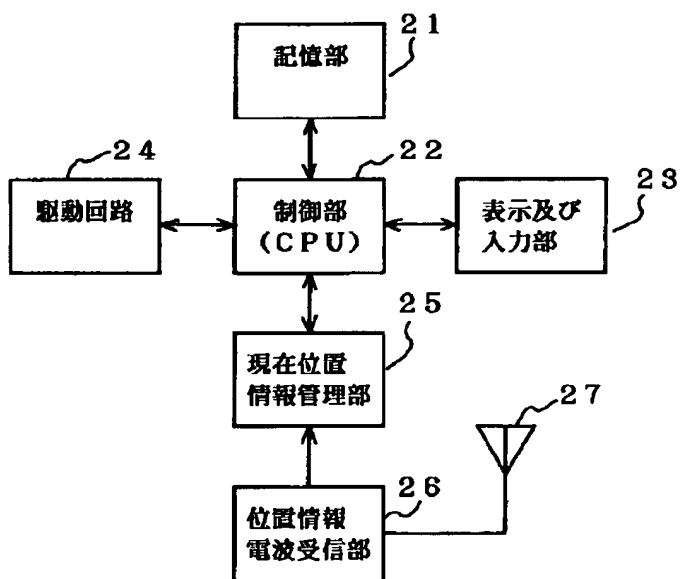 21
記憶部
24
22
23
駆動回路
制御部
(CPU)
表示及び
入力部
25
現在位置
情報管理部
27
26
位置情報
電波受信部